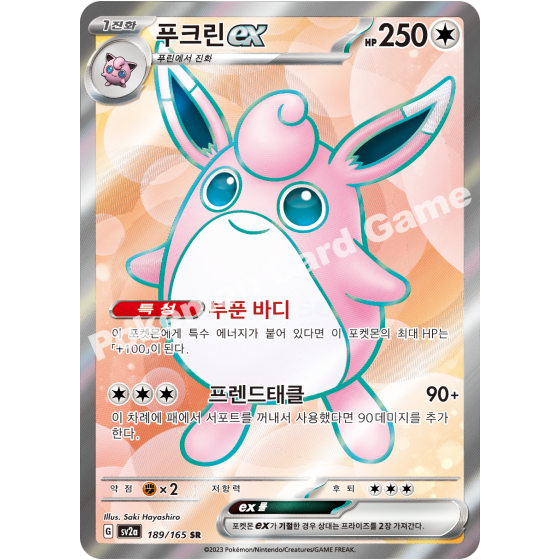 1진화
푸크린 ex
HP 250
푸린에서 진화
특성 부푼 바디
이 포켓몬에게 특수 에너지가 붙어 있다면 이 포켓몬의 최대 HP는
「+100」이 된다.
프렌드태클 90+
이 차례에 패에서 서포트를 꺼내서 사용했다면 90데미지를 추가
한다.
약점 ×2 저항력 후퇴
Illus. Saki Hayashiro
G sv2a 189/165 SR
ex 룰
포켓몬 ex가 기절한 경우 상대는 프라이즈를 2장 가져간다.
©2023 Pokémon/Nintendo/Creatures/GAME FREAK.
Pokémon Card Game